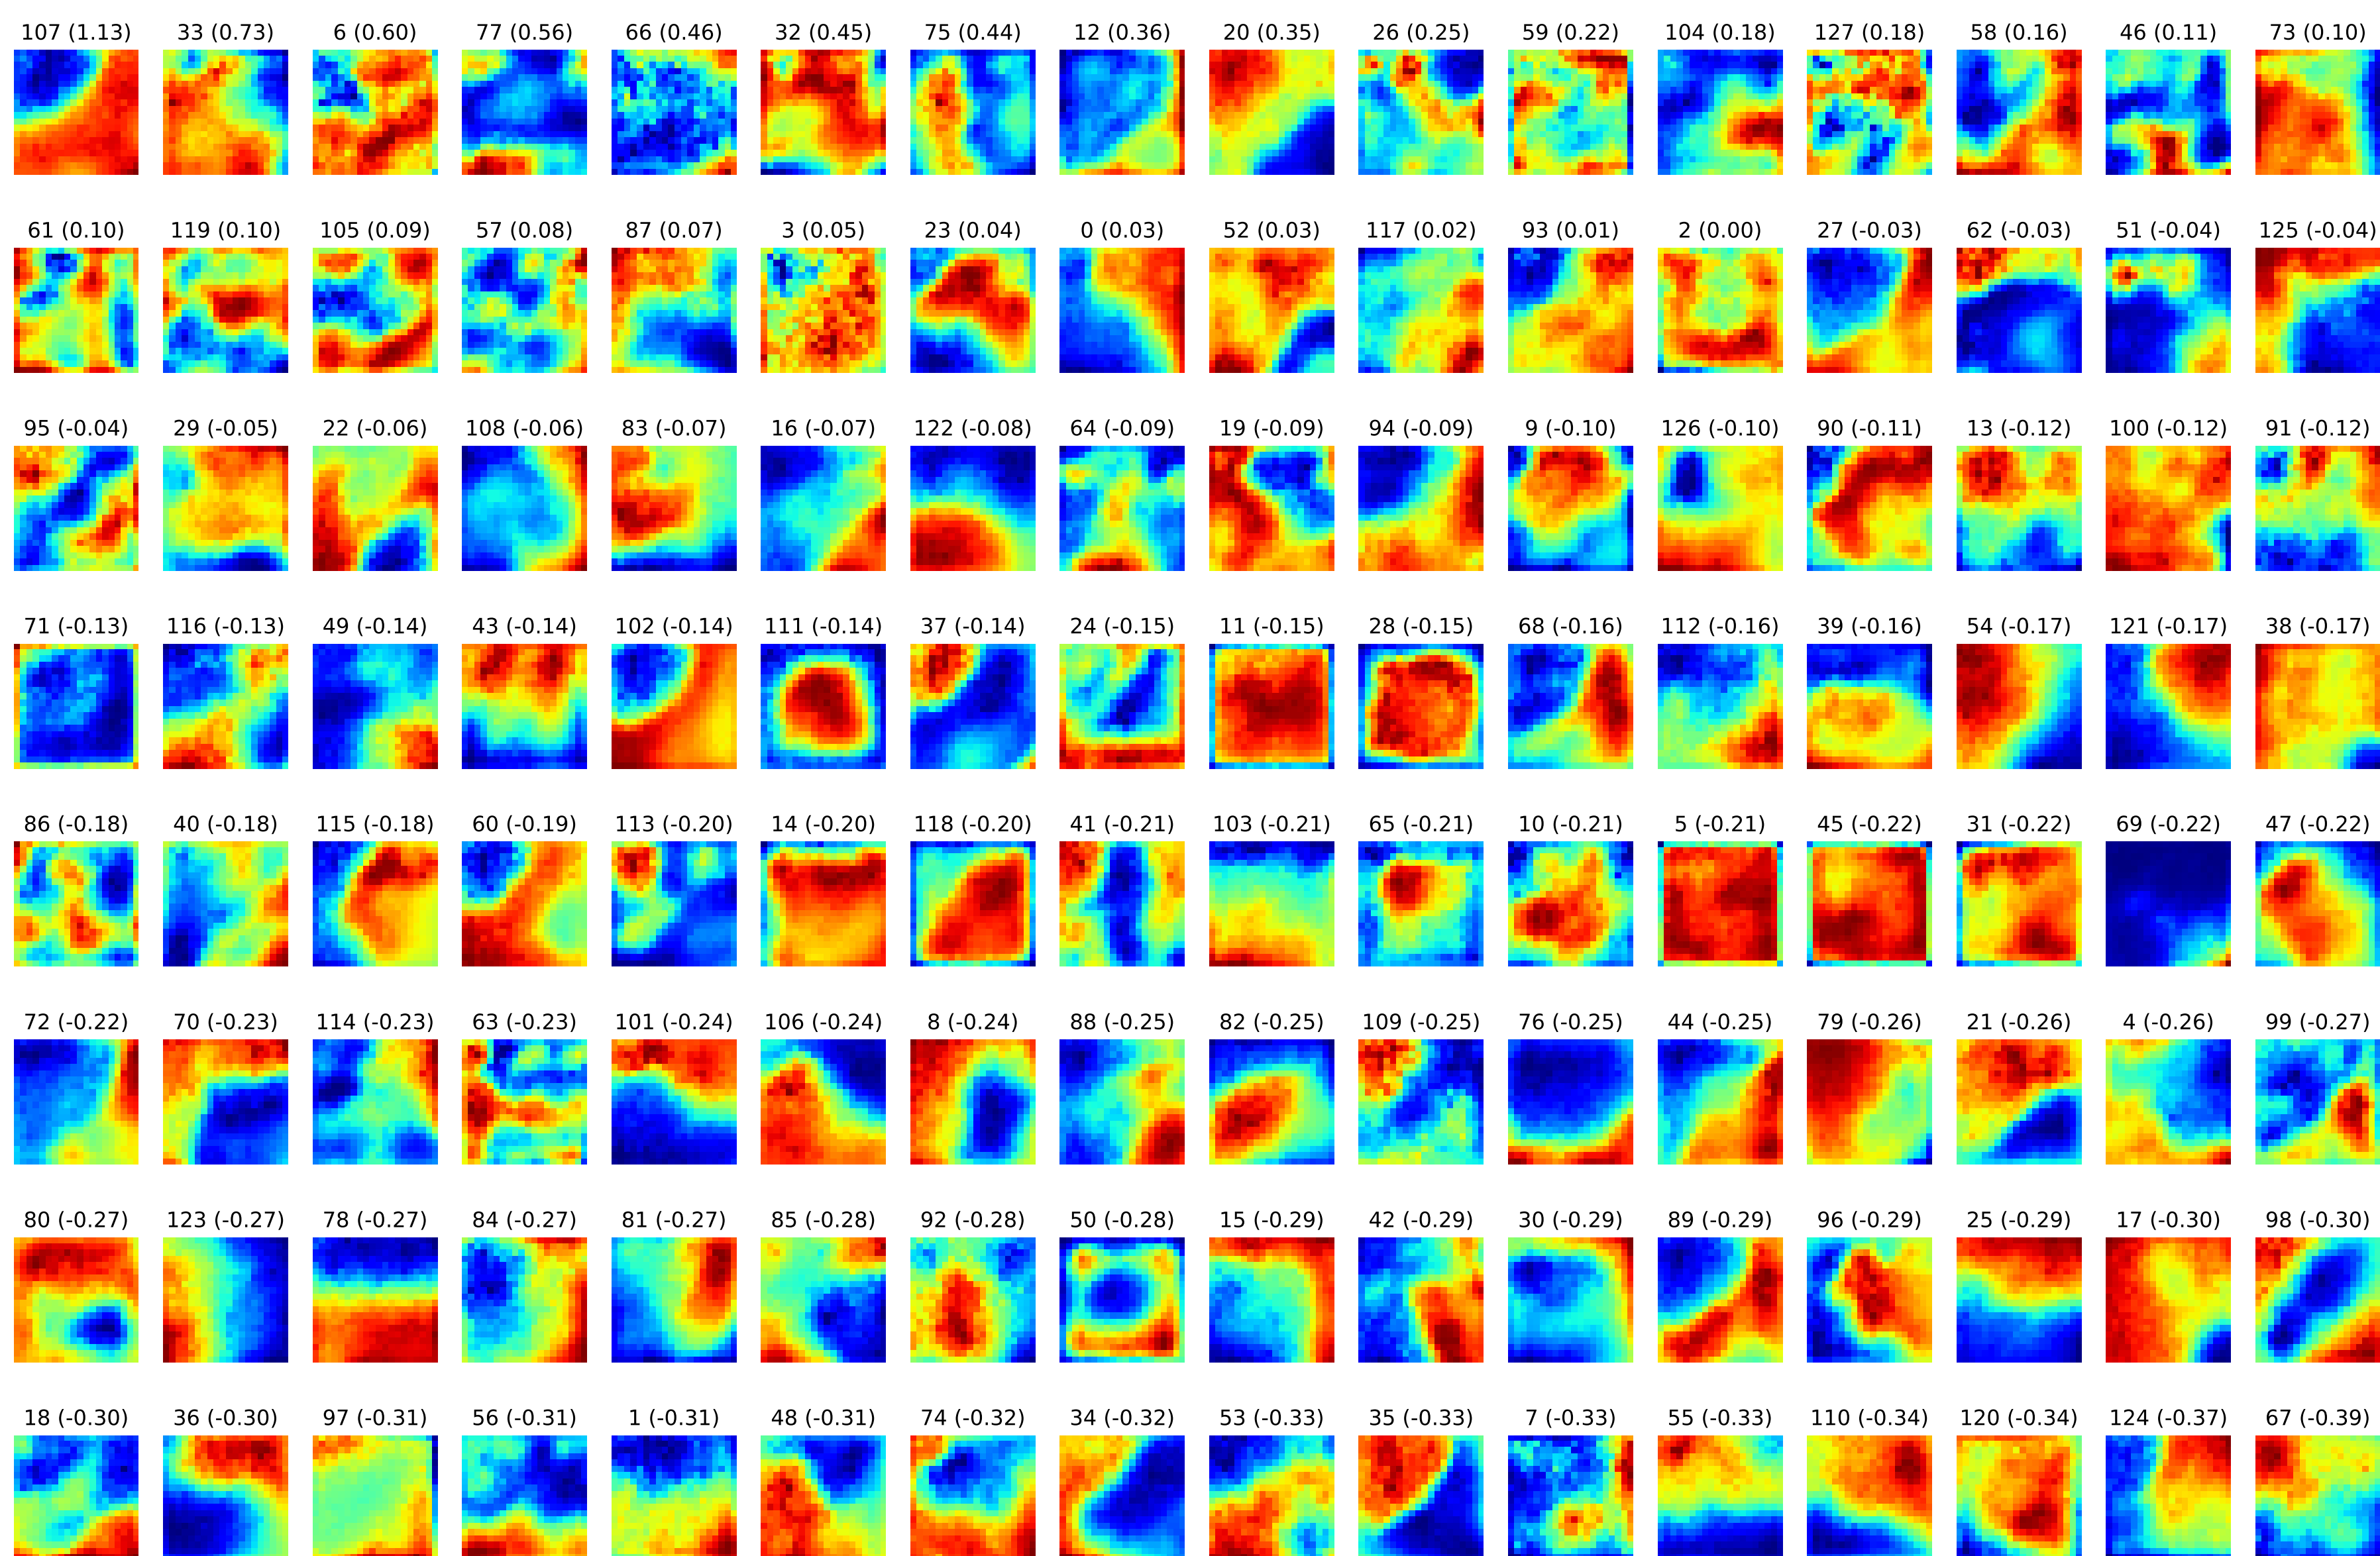 107 (1.13) 33 (0.73) 6 (0.60) 77 (0.56) 66 (0.46) 32 (0.45) 75 (0.44) 12 (0.36) 20 (0.35) 26 (0.25) 59 (0.22) 104 (0.18) 127 (0.18) 58 (0.16) 46 (0.11) 73 (0.10)
61 (0.10) 119 (0.10) 105 (0.09) 57 (0.08) 87 (0.07) 3 (0.05) 23 (0.04) 0 (0.03) 52 (0.03) 117 (0.02) 93 (0.01) 2 (0.00) 27 (-0.03) 62 (-0.03) 51 (-0.04) 125 (-0.04)
95 (-0.04) 29 (-0.05) 22 (-0.06) 108 (-0.06) 83 (-0.07) 16 (-0.07) 122 (-0.08) 64 (-0.09) 19 (-0.09) 94 (-0.09) 9 (-0.10) 126 (-0.10) 90 (-0.11) 13 (-0.12) 100 (-0.12) 91 (-0.12)
71 (-0.13) 116 (-0.13) 49 (-0.14) 43 (-0.14) 102 (-0.14) 111 (-0.14) 37 (-0.14) 24 (-0.15) 11 (-0.15) 28 (-0.15) 68 (-0.16) 112 (-0.16) 39 (-0.16) 54 (-0.17) 121 (-0.17) 38 (-0.17)
86 (-0.18) 40 (-0.18) 115 (-0.18) 60 (-0.19) 113 (-0.20) 14 (-0.20) 118 (-0.20) 41 (-0.21) 103 (-0.21) 65 (-0.21) 10 (-0.21) 5 (-0.21) 45 (-0.22) 31 (-0.22) 69 (-0.22) 47 (-0.22)
72 (-0.22) 70 (-0.23) 114 (-0.23) 63 (-0.23) 101 (-0.24) 106 (-0.24) 8 (-0.24) 88 (-0.25) 82 (-0.25) 109 (-0.25) 76 (-0.25) 44 (-0.25) 79 (-0.26) 21 (-0.26) 4 (-0.26) 99 (-0.27)
80 (-0.27) 123 (-0.27) 78 (-0.27) 84 (-0.27) 81 (-0.27) 85 (-0.28) 92 (-0.28) 50 (-0.28) 15 (-0.29) 42 (-0.29) 30 (-0.29) 89 (-0.29) 96 (-0.29) 25 (-0.29) 17 (-0.30) 98 (-0.30)
18 (-0.30) 36 (-0.30) 97 (-0.31) 56 (-0.31) 1 (-0.31) 48 (-0.31) 74 (-0.32) 34 (-0.32) 53 (-0.33) 35 (-0.33) 7 (-0.33) 55 (-0.33) 110 (-0.34) 120 (-0.34) 124 (-0.37) 67 (-0.39)